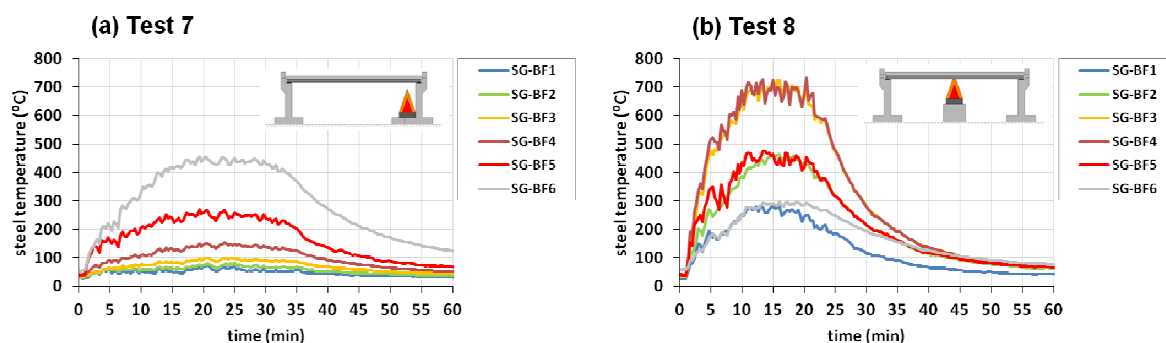 (a) Test 7
steel temperature (⁰C)
800
700
600
500
400
300
200
100
0
0 5 10 15 20 25 30 35 40 45 50 55 60
time (min)
SG-BF1
SG-BF2
SG-BF3
SG-BF4
SG-BF5
SG-BF6
(b) Test 8
steel temperature (⁰C)
800
700
600
500
400
300
200
100
0
0 5 10 15 20 25 30 35 40 45 50 55 60
time (min)
SG-BF1
SG-BF2
SG-BF3
SG-BF4
SG-BF5
SG-BF6